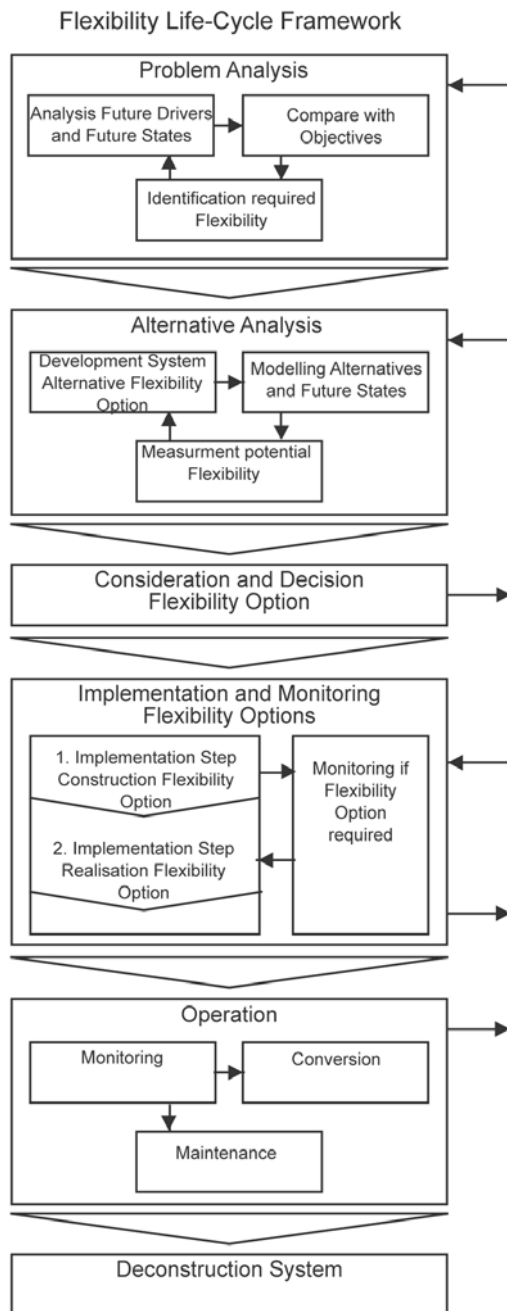 Flexibility Life-Cycle Framework
Problem Analysis
Analysis Future Drivers
and Future States
Compare with
Objectives
Identification required
Flexibility
Alternative Analysis
Development System
Alternative Flexibility
Option
Modelling Alternatives
and Future States
Measurment potential
Flexibility
Consideration and Decision
Flexibility Option
Implementation and Monitoring
Flexibility Options
1. Implementation Step
Construction Flexibility
Option
Monitoring if
Flexibility
Option
required
2. Implementation Step
Realisation Flexibility
Option
Operation
Monitoring
Conversion
Maintenance
Deconstruction System